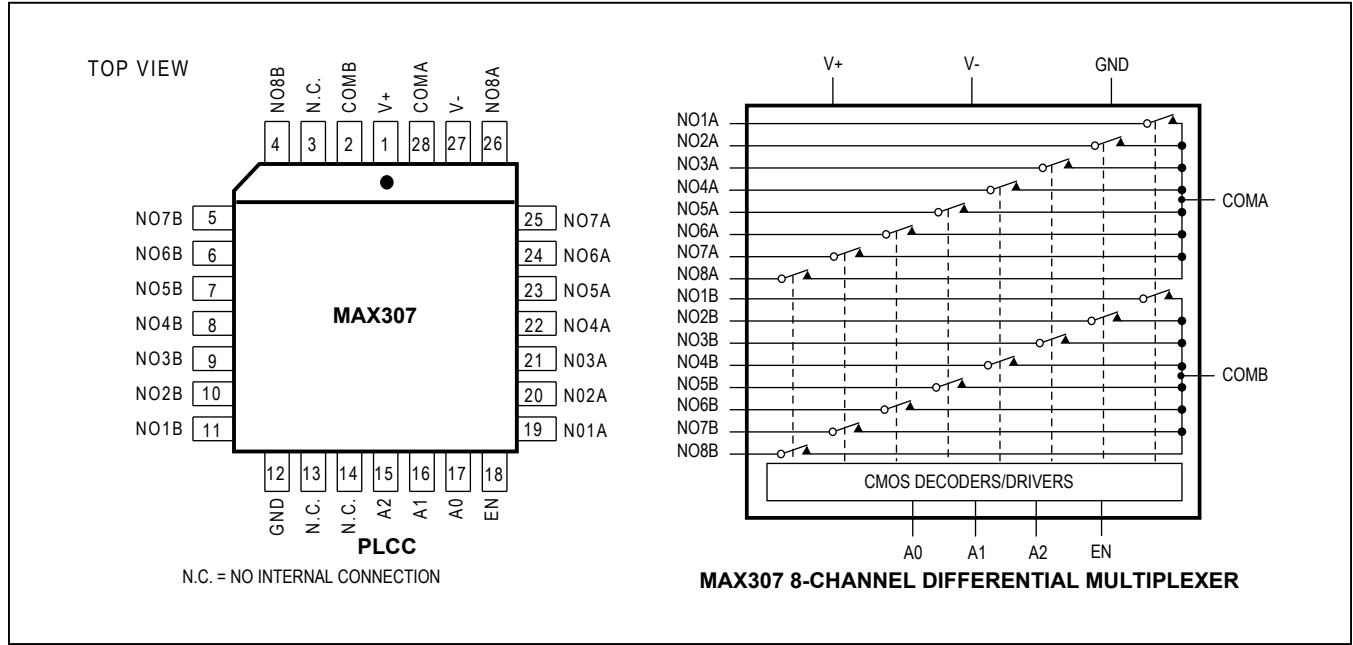 TOP VIEW
NO8B
N.C.
COMB
V+
COMA
V-
NO8A
4 3 2 1 28 27 26
NO7B 5
NO6B 6
NO5B 7
NO4B 8
NO3B 9
NO2B 10
NO1B 11
MAX307
25 NO7A
24 NO6A
23 NO5A
22 NO4A
21 N03A
20 N02A
19 N01A
12 13 14 15 16 17 18
GND
N.C.
N.C.
A2
A1
A0
EN
PLCC
N.C. = NO INTERNAL CONNECTION
V+ V- GND
NO1A
NO2A
NO3A
NO4A
NO5A
NO6A
NO7A
NO8A
NO1B
NO2B
NO3B
NO4B
NO5B
NO6B
NO7B
NO8B
COMA
COMB
CMOS DECODERS/DRIVERS
A0 A1 A2 EN
MAX307 8-CHANNEL DIFFERENTIAL MULTIPLEXER